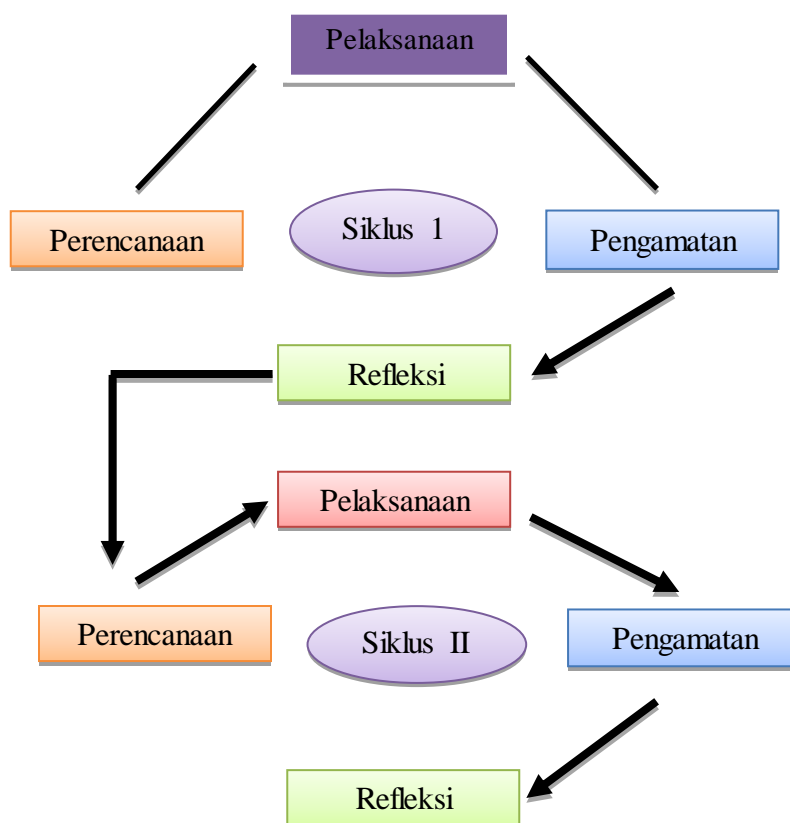 Pelaksanaan
Perencanaan
Siklus 1
Pengamatan
Refleksi
Pelaksanaan
Perencanaan
Siklus II
Pengamatan
Refleksi